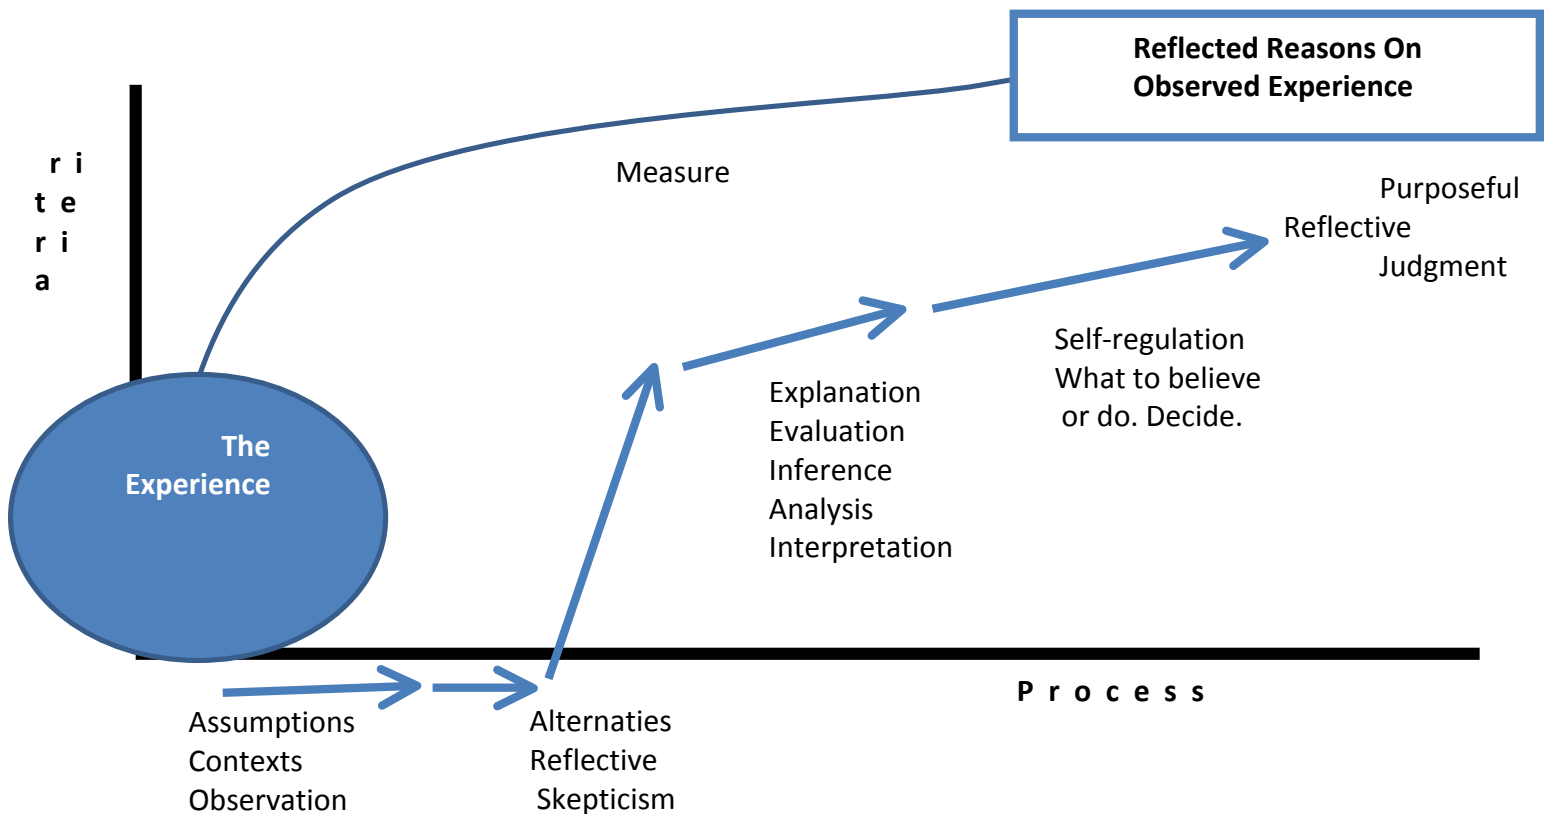 Reflected Reasons On
Observed Experience
r i
t e
r i
a
Measure
Purposeful
Reflective
Judgment
Self-regulation
What to believe
or do. Decide.
Explanation
Evaluation
Inference
Analysis
Interpretation
The
Experience
P r o c e s s
Assumptions
Contexts
Observation
Alternaties
Reflective
Skepticism